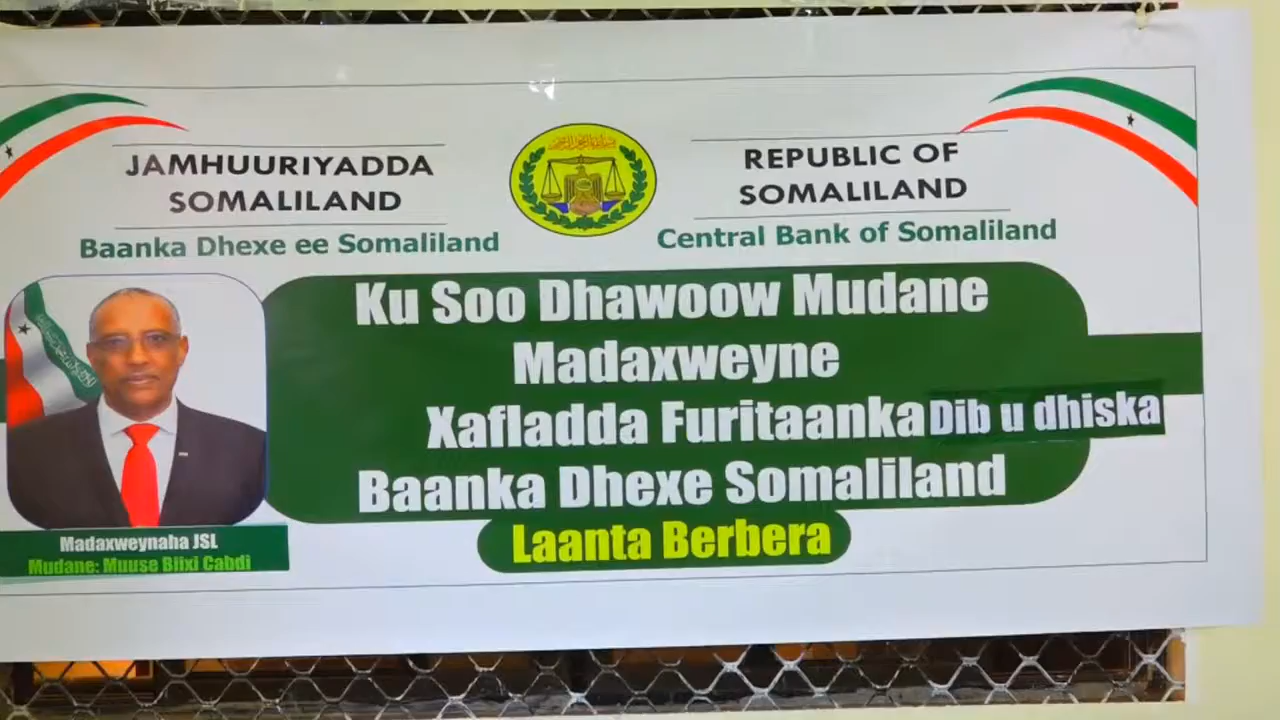 JAMHUURIYADDA
SOMALILAND
Baanka Dhexe ee Somaliland
REPUBLIC OF
SOMALILAND
Central Bank of Somaliland
Ku Soo Dhawoow Mudane
Madaxweyne
Xafladda Furitaanka Dib u dhiska
Baanka Dhexe Somaliland
Laanta Berbera
Madaxweynaha JSL
Mudane: Muuse Biixi Cabdi